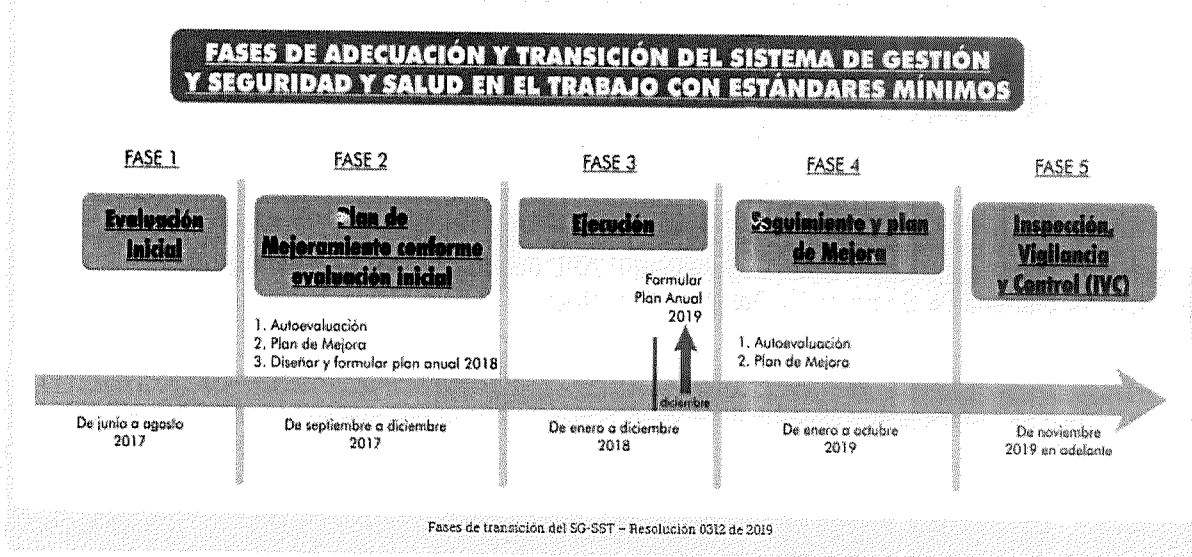 FASES DE ADECUACIÓN Y TRANSICIÓN DEL SISTEMA DE GESTIÓN
Y SEGURIDAD Y SALUD EN EL TRABAJO CON ESTÁNDARES MÍNIMOS
FASE 1
Evaluación
Inicial
De junio a agosto
2017
FASE 2
Plan de
Mejoramiento conforme
evaluación inicial
1. Autoevaluación
2. Plan de Mejora
3. Diseñar y formular plan anual 2018
De septiembre a diciembre
2017
FASE 3
Ejecución
Formular
Plan Anual
2019
diciembre
De enero a diciembre
2018
FASE 4
Seguimiento y plan
de Mejora
1. Autoevaluación
2. Plan de Mejora
De enero a octubre
2019
FASE 5
Inspección,
Vigilancia
y Control (IVC)
De noviembre
2019 en adelante
Fases de transición del SG-SST – Resolución 0312 de 2019